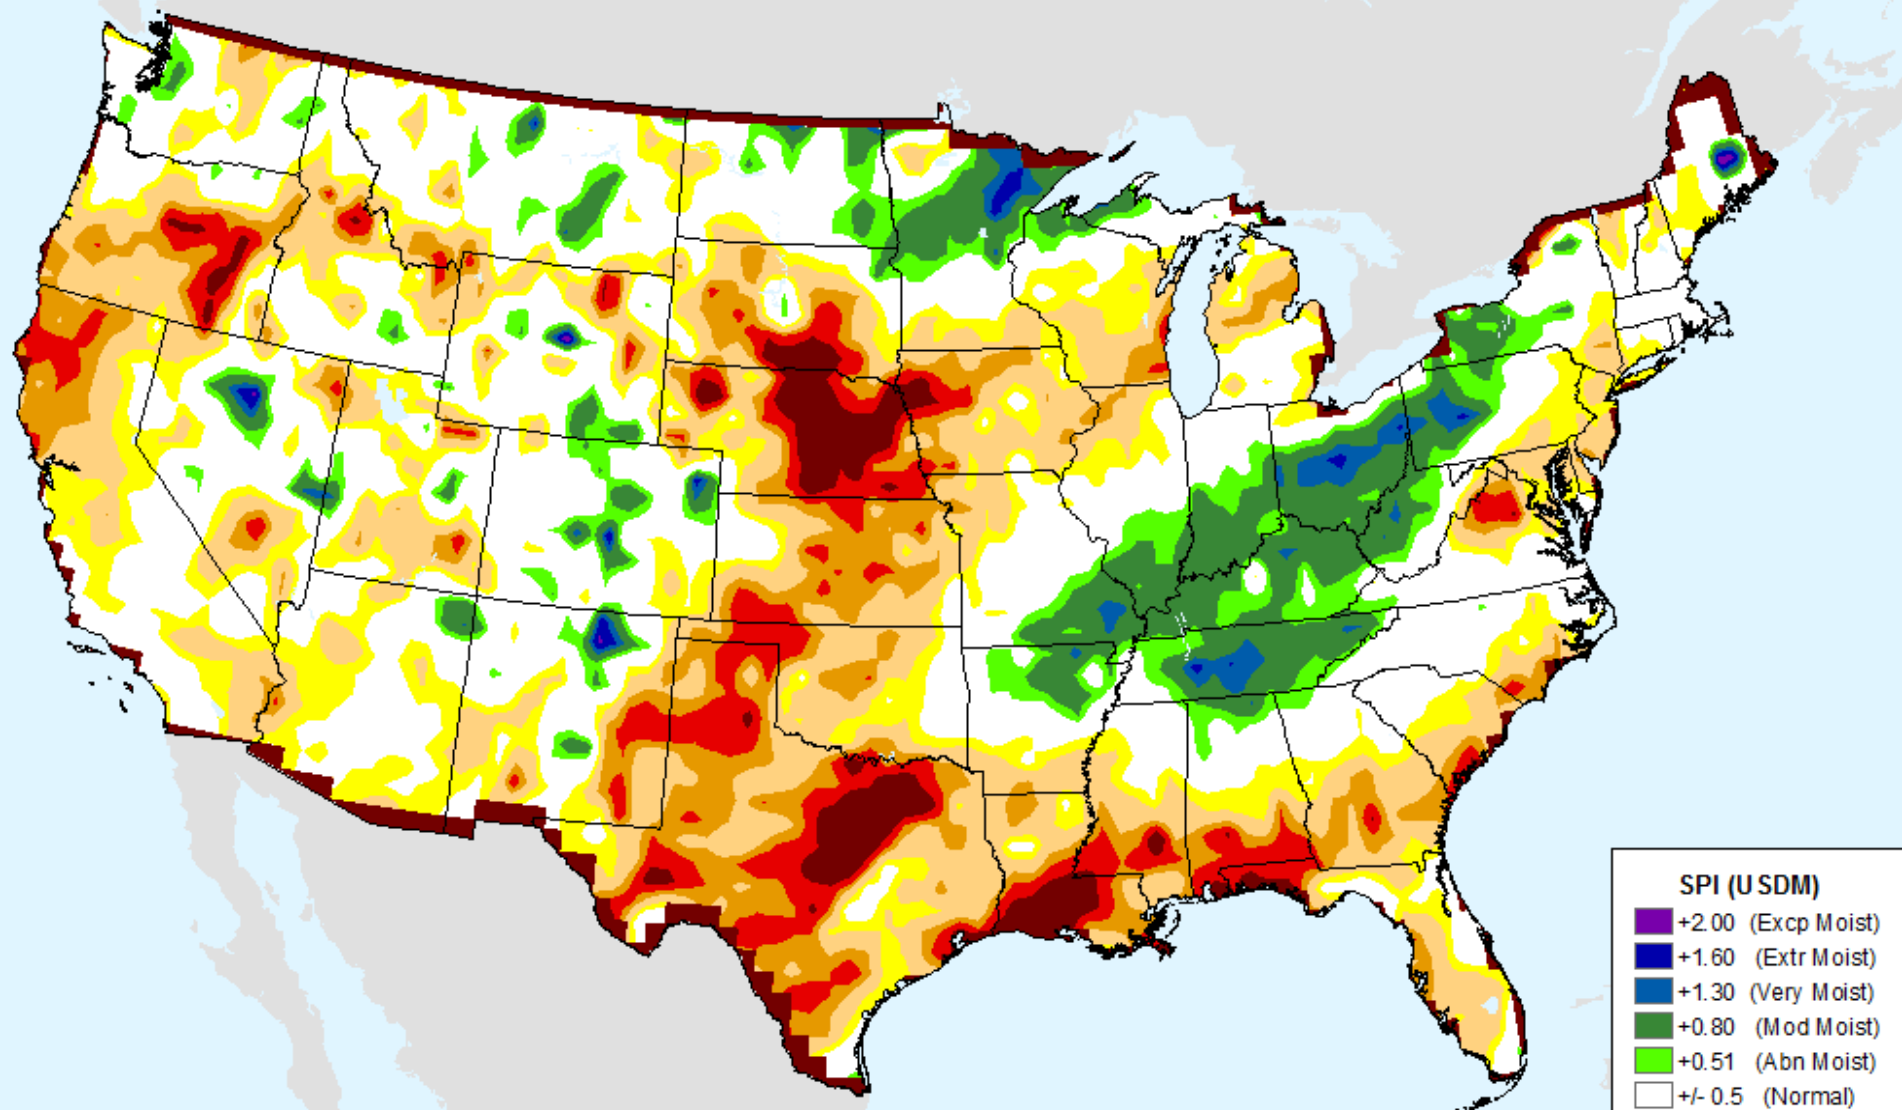 SPI (USDM)
+2.00 (Excp Moist)
+1.60 (Extr Moist)
+1.30 (Very Moist)
+0.80 (Mod Moist)
+0.51 (Abn Moist)
+/- 0.5 (Normal)